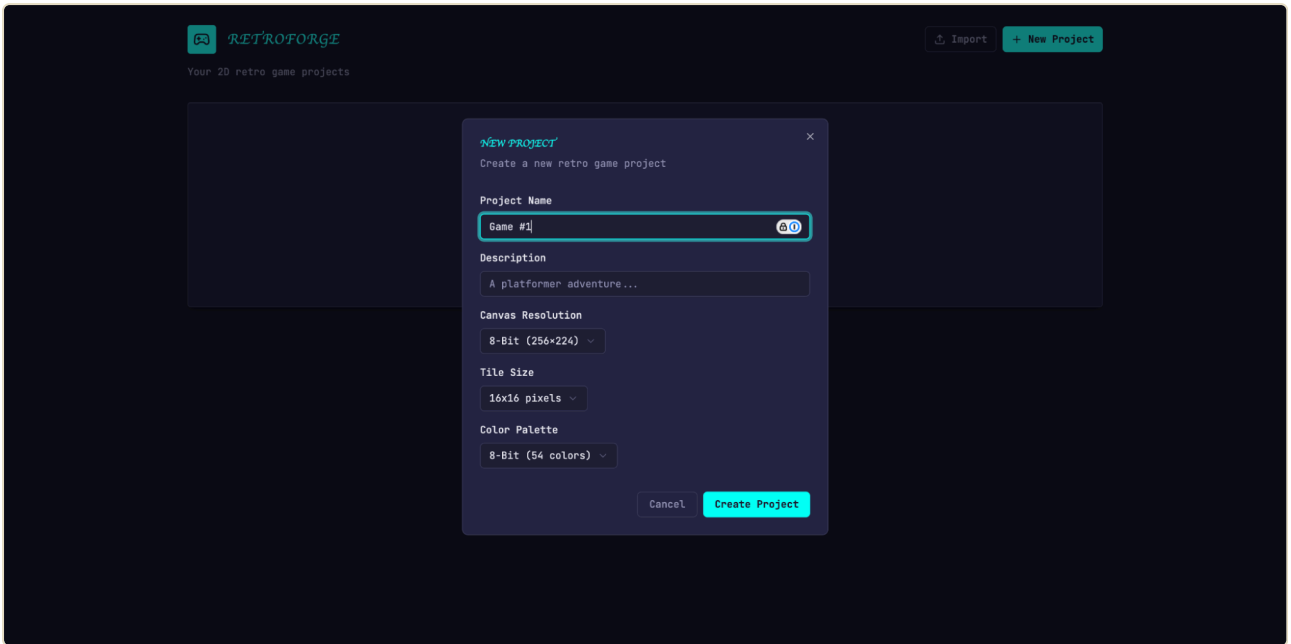 RETROFORGE
Import
+ New Project
Your 2D retro game projects
NEW PROJECT
Create a new retro game project
Project Name
Game #1
Description
A platformer adventure...
Canvas Resolution
8-Bit (256×224)
Tile Size
16x16 pixels
Color Palette
8-Bit (54 colors)
Cancel
Create Project